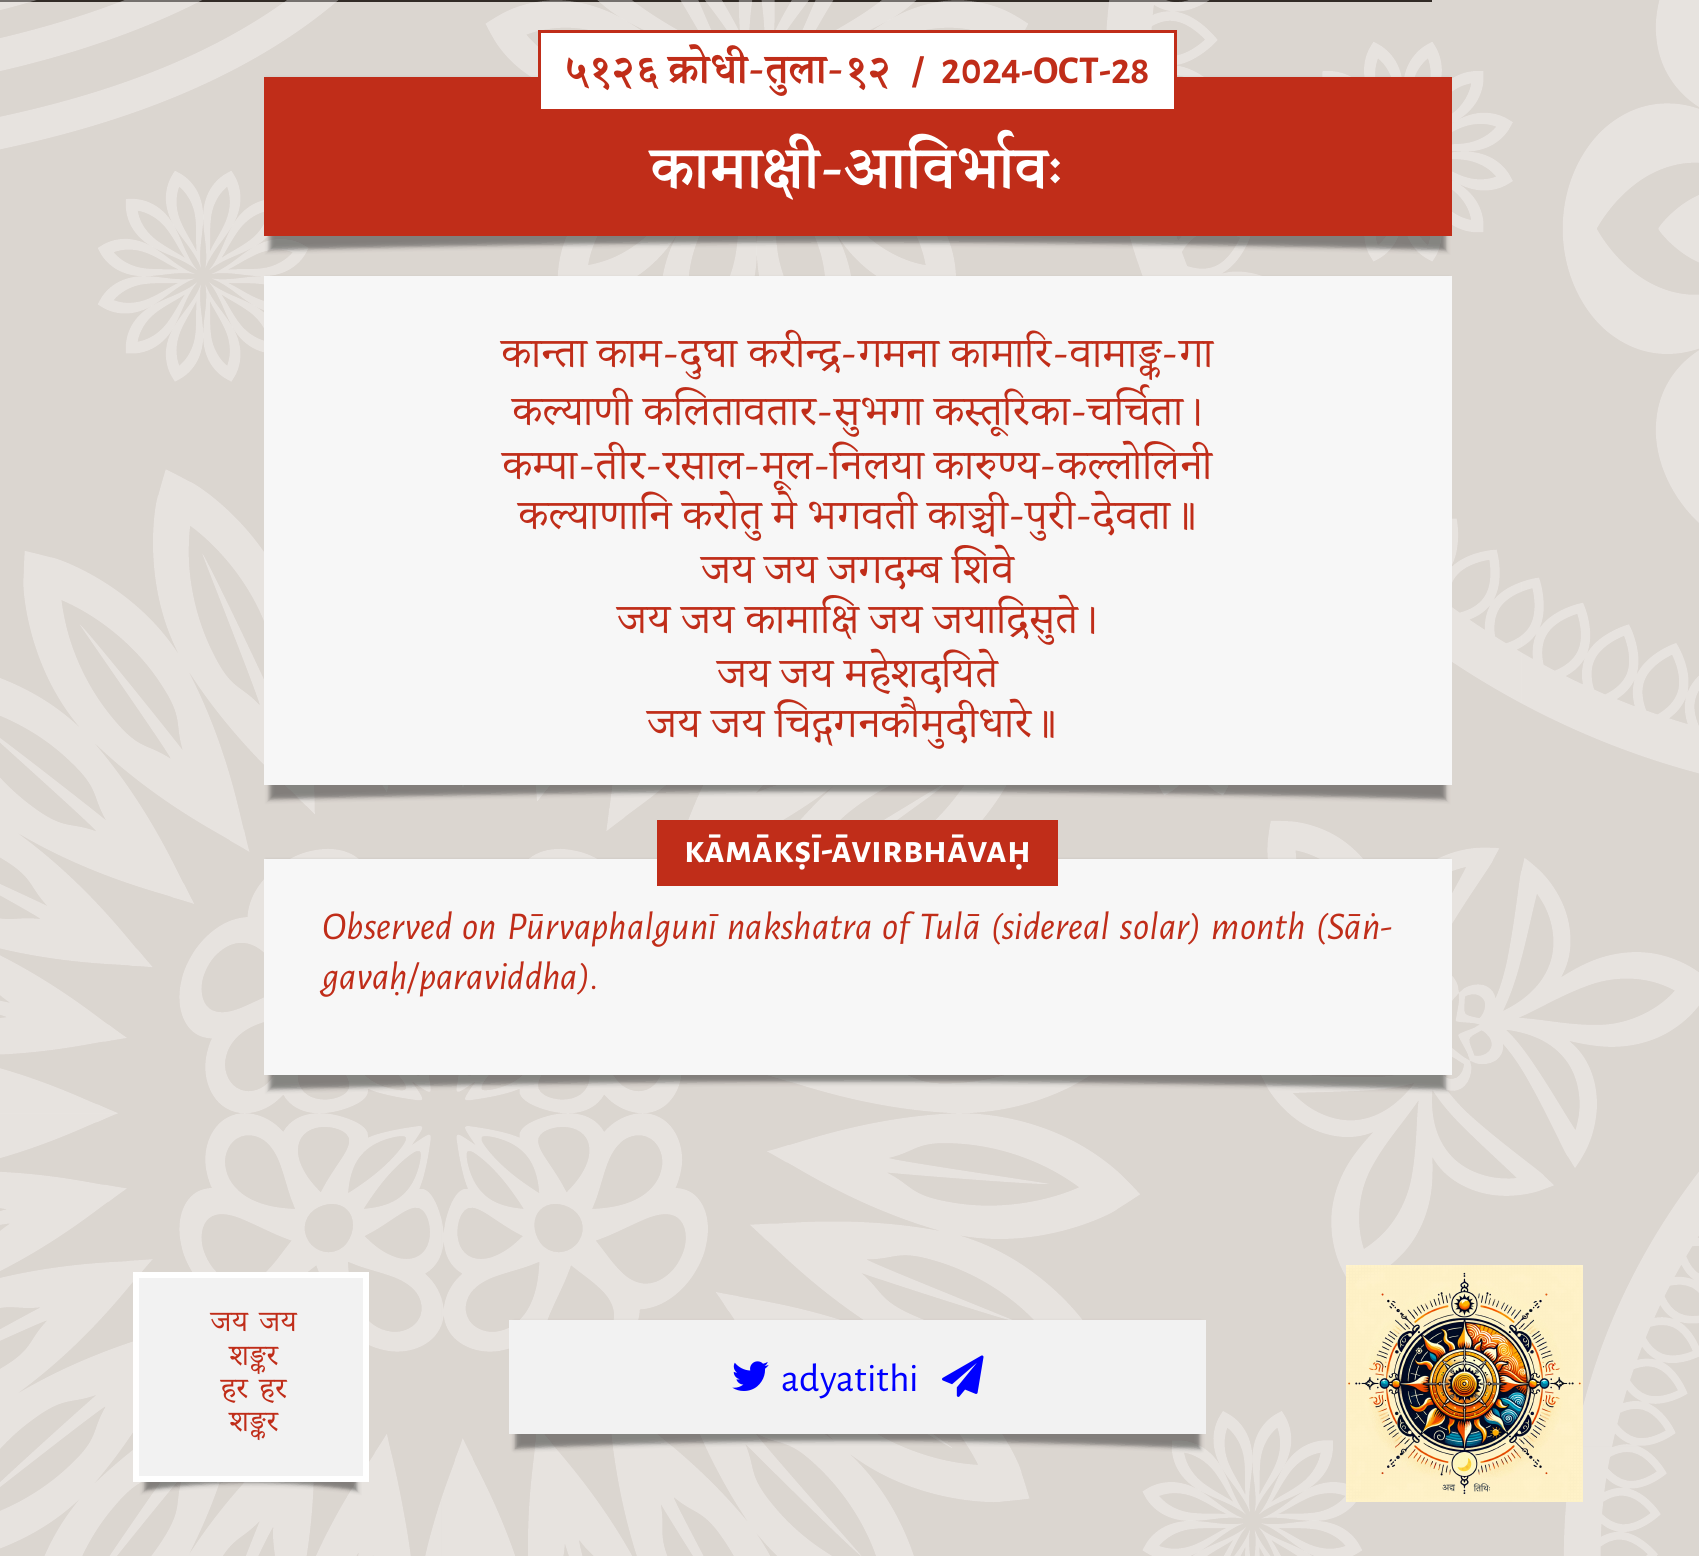 ५१२६ क्रोधी-तुला-१२ / 2024-OCT-28
कामाक्षी-आविर्भावः
कान्ता काम-दुघा करीन्द्र-गमना कामारि-वामाङ्क-गा
कल्याणी कलितावतार-सुभगा कस्तूरिका-चर्चिता।
कम्पा-तीर-रसाल-मूल-निलया कारुण्य-कल्लोलिनी
कल्याणानि करोतु मे भगवती काञ्ची-पुरी-देवता॥
जय जय जगदम्ब शिवे
जय जय कामाक्षि जय जयाद्रिसुते।
जय जय महेशदयिते
जय जय चिद्गगनकौमुदीधारे॥
KĀMĀKṢĪ-ĀVIRBHĀVAḤ
Observed on Pūrvaphalgunī nakshatra of Tulā (sidereal solar) month (Sāṅ-
gavaḥ/paraviddha).
जय जय
शङ्कर
हर हर
शङ्कर
adyatithi
अद्य तिथिः